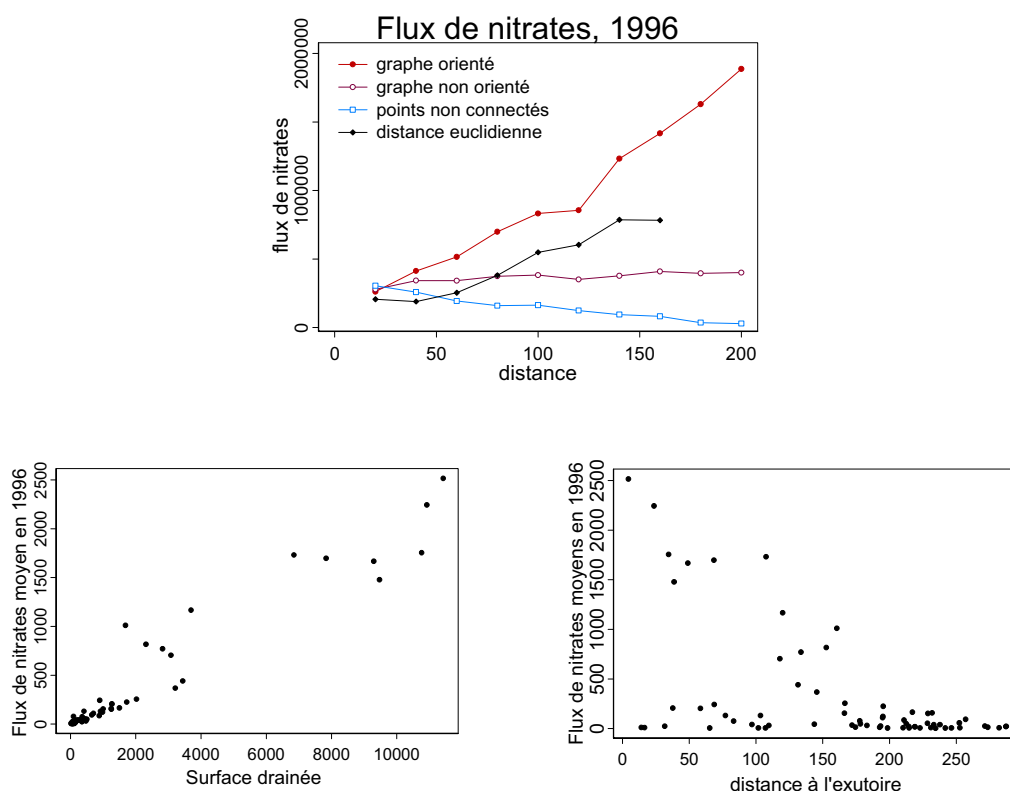 Flux de nitrates, 1996
graphe orienté
graphe non orienté
points non connectés
distance euclidienne
flux de nitrates
0
1000000
2000000
0 50 100 150 200
distance
Flux de nitrates moyen en 1996
0 500 1000 1500 2000 2500
0 2000 4000 6000 8000 10000
Surface drainée
Flux de nitrates moyens en 1996
0 500 1000 1500 2000 2500
0 50 100 150 200 250
distance à l'exutoire